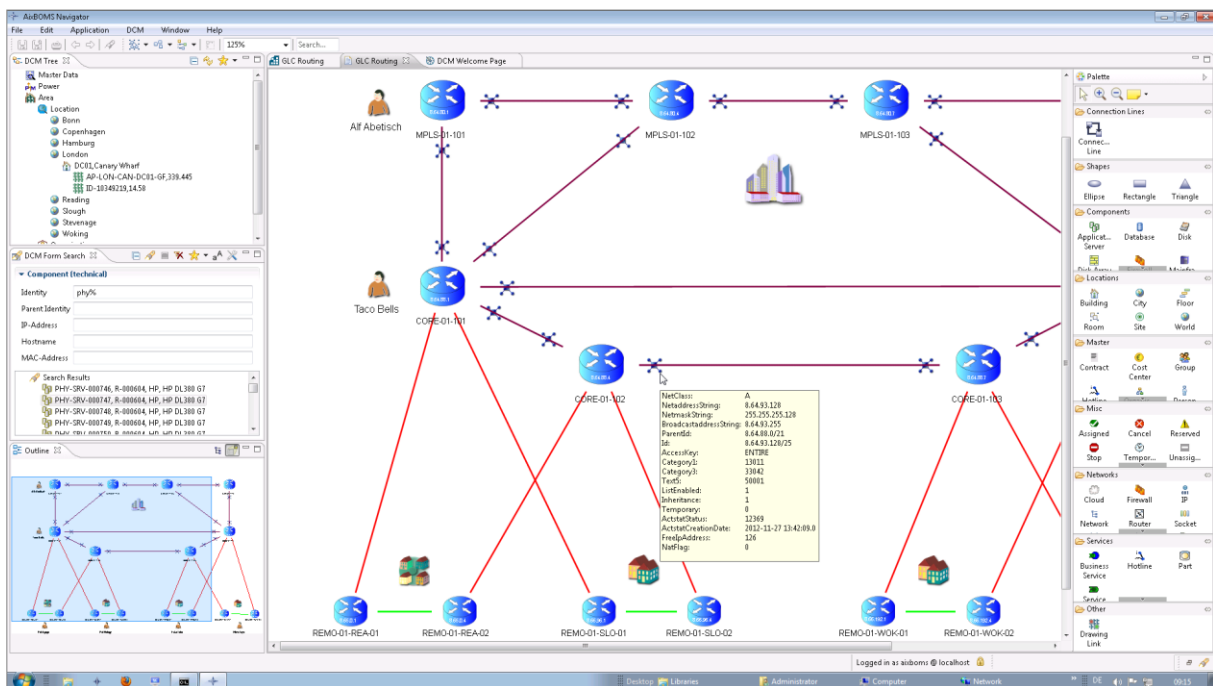 AixBOMS Navigator
File Edit Application DCM Window Help
125% Search...
DCM Tree
Master Data
Power
Area
Location
Bonn
Copenhagen
Hamburg
London
DC01,Canary Wharf
AP-LON-CAN-DC01-GF,339.445
ID-10349219,14.58
Reading
Slough
Stevenage
Woking
DCM Form Search
Component (technical)
Identity phy%
Parent Identity
IP-Address
Hostname
MAC-Address
Search Results
PHY-SRV-000746, R-000604, HP, HP DL380 G7
PHY-SRV-000747, R-000604, HP, HP DL380 G7
PHY-SRV-000748, R-000604, HP, HP DL380 G7
PHY-SRV-000749, R-000604, HP, HP DL380 G7
Outline
GLC Routing GLC Routing DCM Welcome Page
Alf Abetisch
MPLS-01-101 MPLS-01-102 MPLS-01-103
Taco Bells
CORE-01-101
CORE-01-102 CORE-01-103
NetClass: A
NetaddressString: 8.64.93.128
NetmaskString: 255.255.255.128
BroadcastaddressString: 8.64.93.255
ParentId: 8.64.88.0/21
Id: 8.64.93.128/25
AccessKey: ENTIRE
Category1: 13011
Category3: 33042
Text5: 50001
ListEnabled: 1
Inheritance: 1
Temporary: 0
ActstatStatus: 12369
ActstatCreationDate: 2012-11-27 13:42:09.0
FreeIpAddress: 126
NatFlag: 0
REMO-01-REA-01 REMO-01-REA-02 REMO-01-SLO-01 REMO-01-SLO-02 REMO-01-WOK-01 REMO-01-WOK-02
Palette
Connection Lines
Connec... Line
Shapes
Ellipse Rectangle Triangle
Components
Applicat... Server Database Disk
Locations
Building City Floor
Room Site World
Master
Contract Cost Center Group
Misc
Assigned Cancel Reserved
Stop Tempor... Unassig...
Networks
Cloud Firewall IP
Network Router Socket
Services
Business Service Hotline Part
Service
Other
Drawing Link
Logged in as aixboms @ localhost
Desktop Libraries Administrator Computer Network DE 09:15